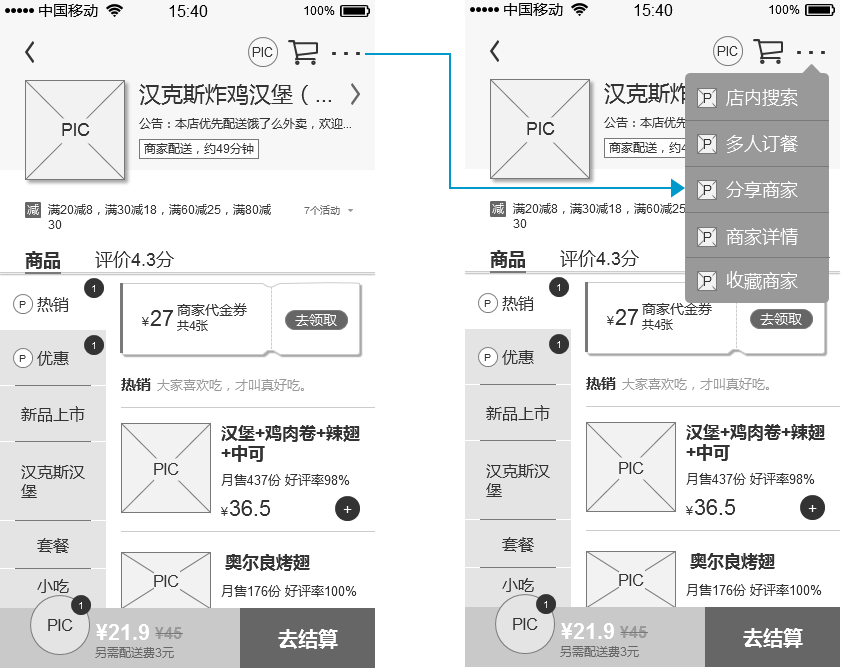 中国移动 15:40 100%
PIC
汉克斯炸鸡汉堡（...
PIC
公告：本店优先配送饿了么外卖，欢迎...
商家配送，约49分钟
减 满20减8，满30减18，满60减25，满80减
30
7个活动
商品 评价4.3分
P 热销 1
¥27 商家代金券
共4张
去领取
P 优惠 1
热销 大家喜欢吃，才叫真好吃。
新品上市
汉克斯汉
堡
套餐
小吃
PIC
汉堡+鸡肉卷+辣翅
+中可
月售437份 好评率98%
¥36.5 +
PIC
奥尔良烤翅
月售176份 好评率100%
PIC 1
¥21.9 ¥45
另需配送费3元
去结算
中国移动 15:40 100%
PIC
汉克斯炸
PIC
公告：本店优先
商家配送，约4
P 店内搜索
P 多人订餐
P 分享商家
P 商家详情
P 收藏商家
减 满20减8，满30减18，满60减25
30
商品 评价4.3分
P 热销 1
¥27 商家代金券
共4张
去领取
P 优惠 1
热销 大家喜欢吃，才叫真好吃。
新品上市
汉克斯汉
堡
套餐
小吃
PIC
汉堡+鸡肉卷+辣翅
+中可
月售437份 好评率98%
¥36.5 +
PIC
奥尔良烤翅
月售176份 好评率100%
PIC 1
¥21.9 ¥45
另需配送费3元
去结算